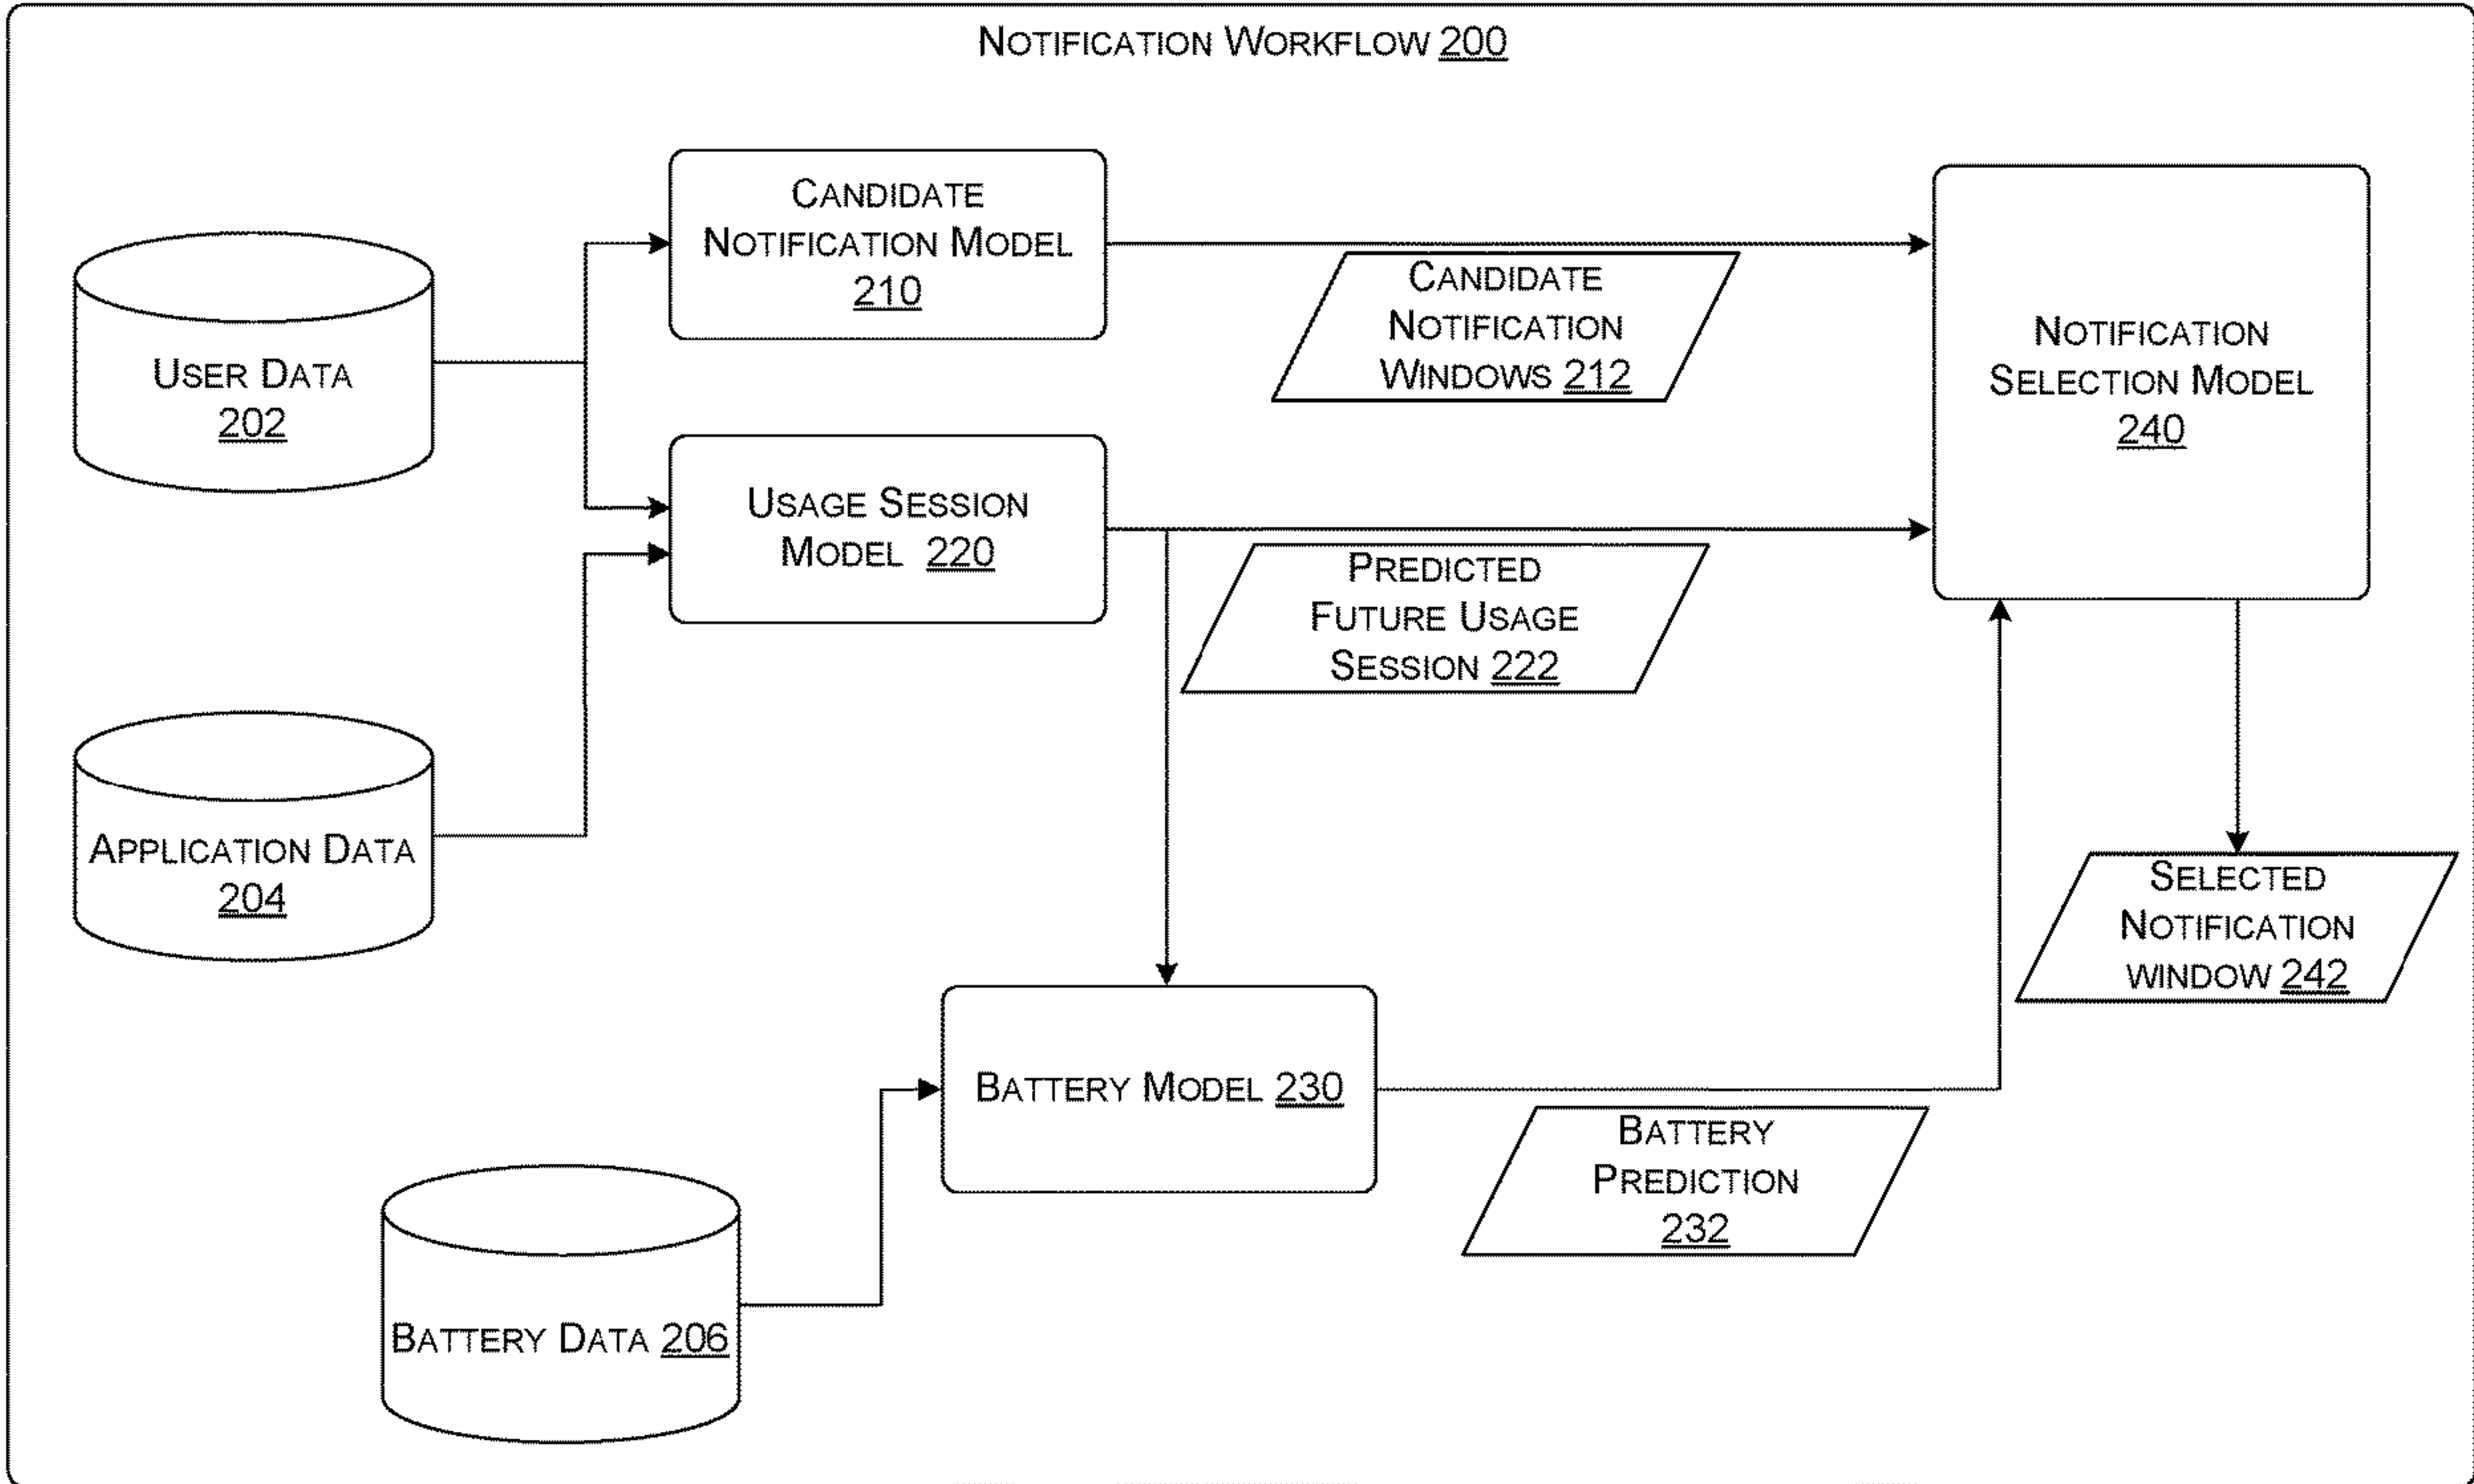 NOTIFICATION WORKFLOW 200
CANDIDATE
NOTIFICATION MODEL
210
USER DATA
202
CANDIDATE
NOTIFICATION
WINDOWS 212
NOTIFICATION
SELECTION MODEL
240
USAGE SESSION
MODEL 220
PREDICTED
FUTURE USAGE
SESSION 222
APPLICATION DATA
204
SELECTED
NOTIFICATION
WINDOW 242
BATTERY MODEL 230
BATTERY
PREDICTION
232
BATTERY DATA 206